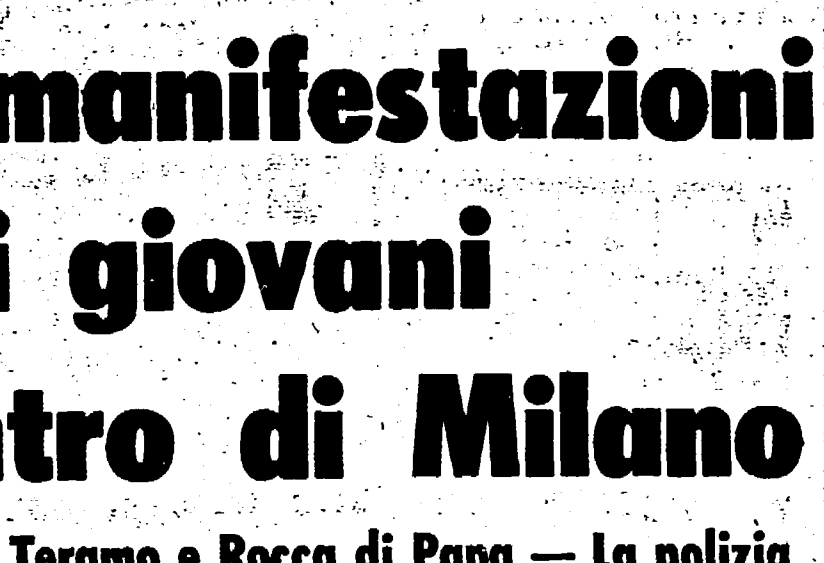 manifestazioni
i giovani
tro di Milano
Teramo e Rocca di Papa — La polizia